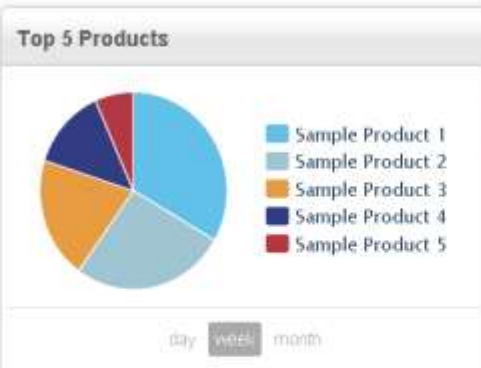 Top 5 Products
Sample Product 1
Sample Product 2
Sample Product 3
Sample Product 4
Sample Product 5
day week month